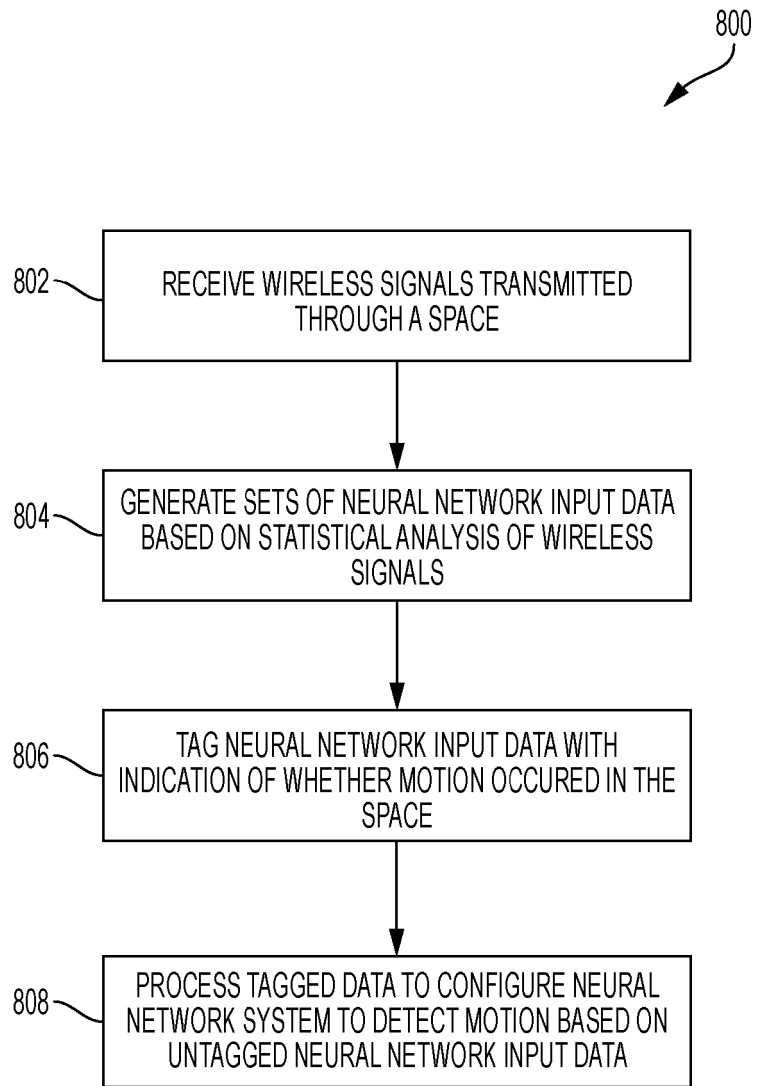 800
802
RECEIVE WIRELESS SIGNALS TRANSMITTED
THROUGH A SPACE
804
GENERATE SETS OF NEURAL NETWORK INPUT DATA
BASED ON STATISTICAL ANALYSIS OF WIRELESS
SIGNALS
806
TAG NEURAL NETWORK INPUT DATA WITH
INDICATION OF WHETHER MOTION OCCURED IN THE
SPACE
808
PROCESS TAGGED DATA TO CONFIGURE NEURAL
NETWORK SYSTEM TO DETECT MOTION BASED ON
UNTAGGED NEURAL NETWORK INPUT DATA